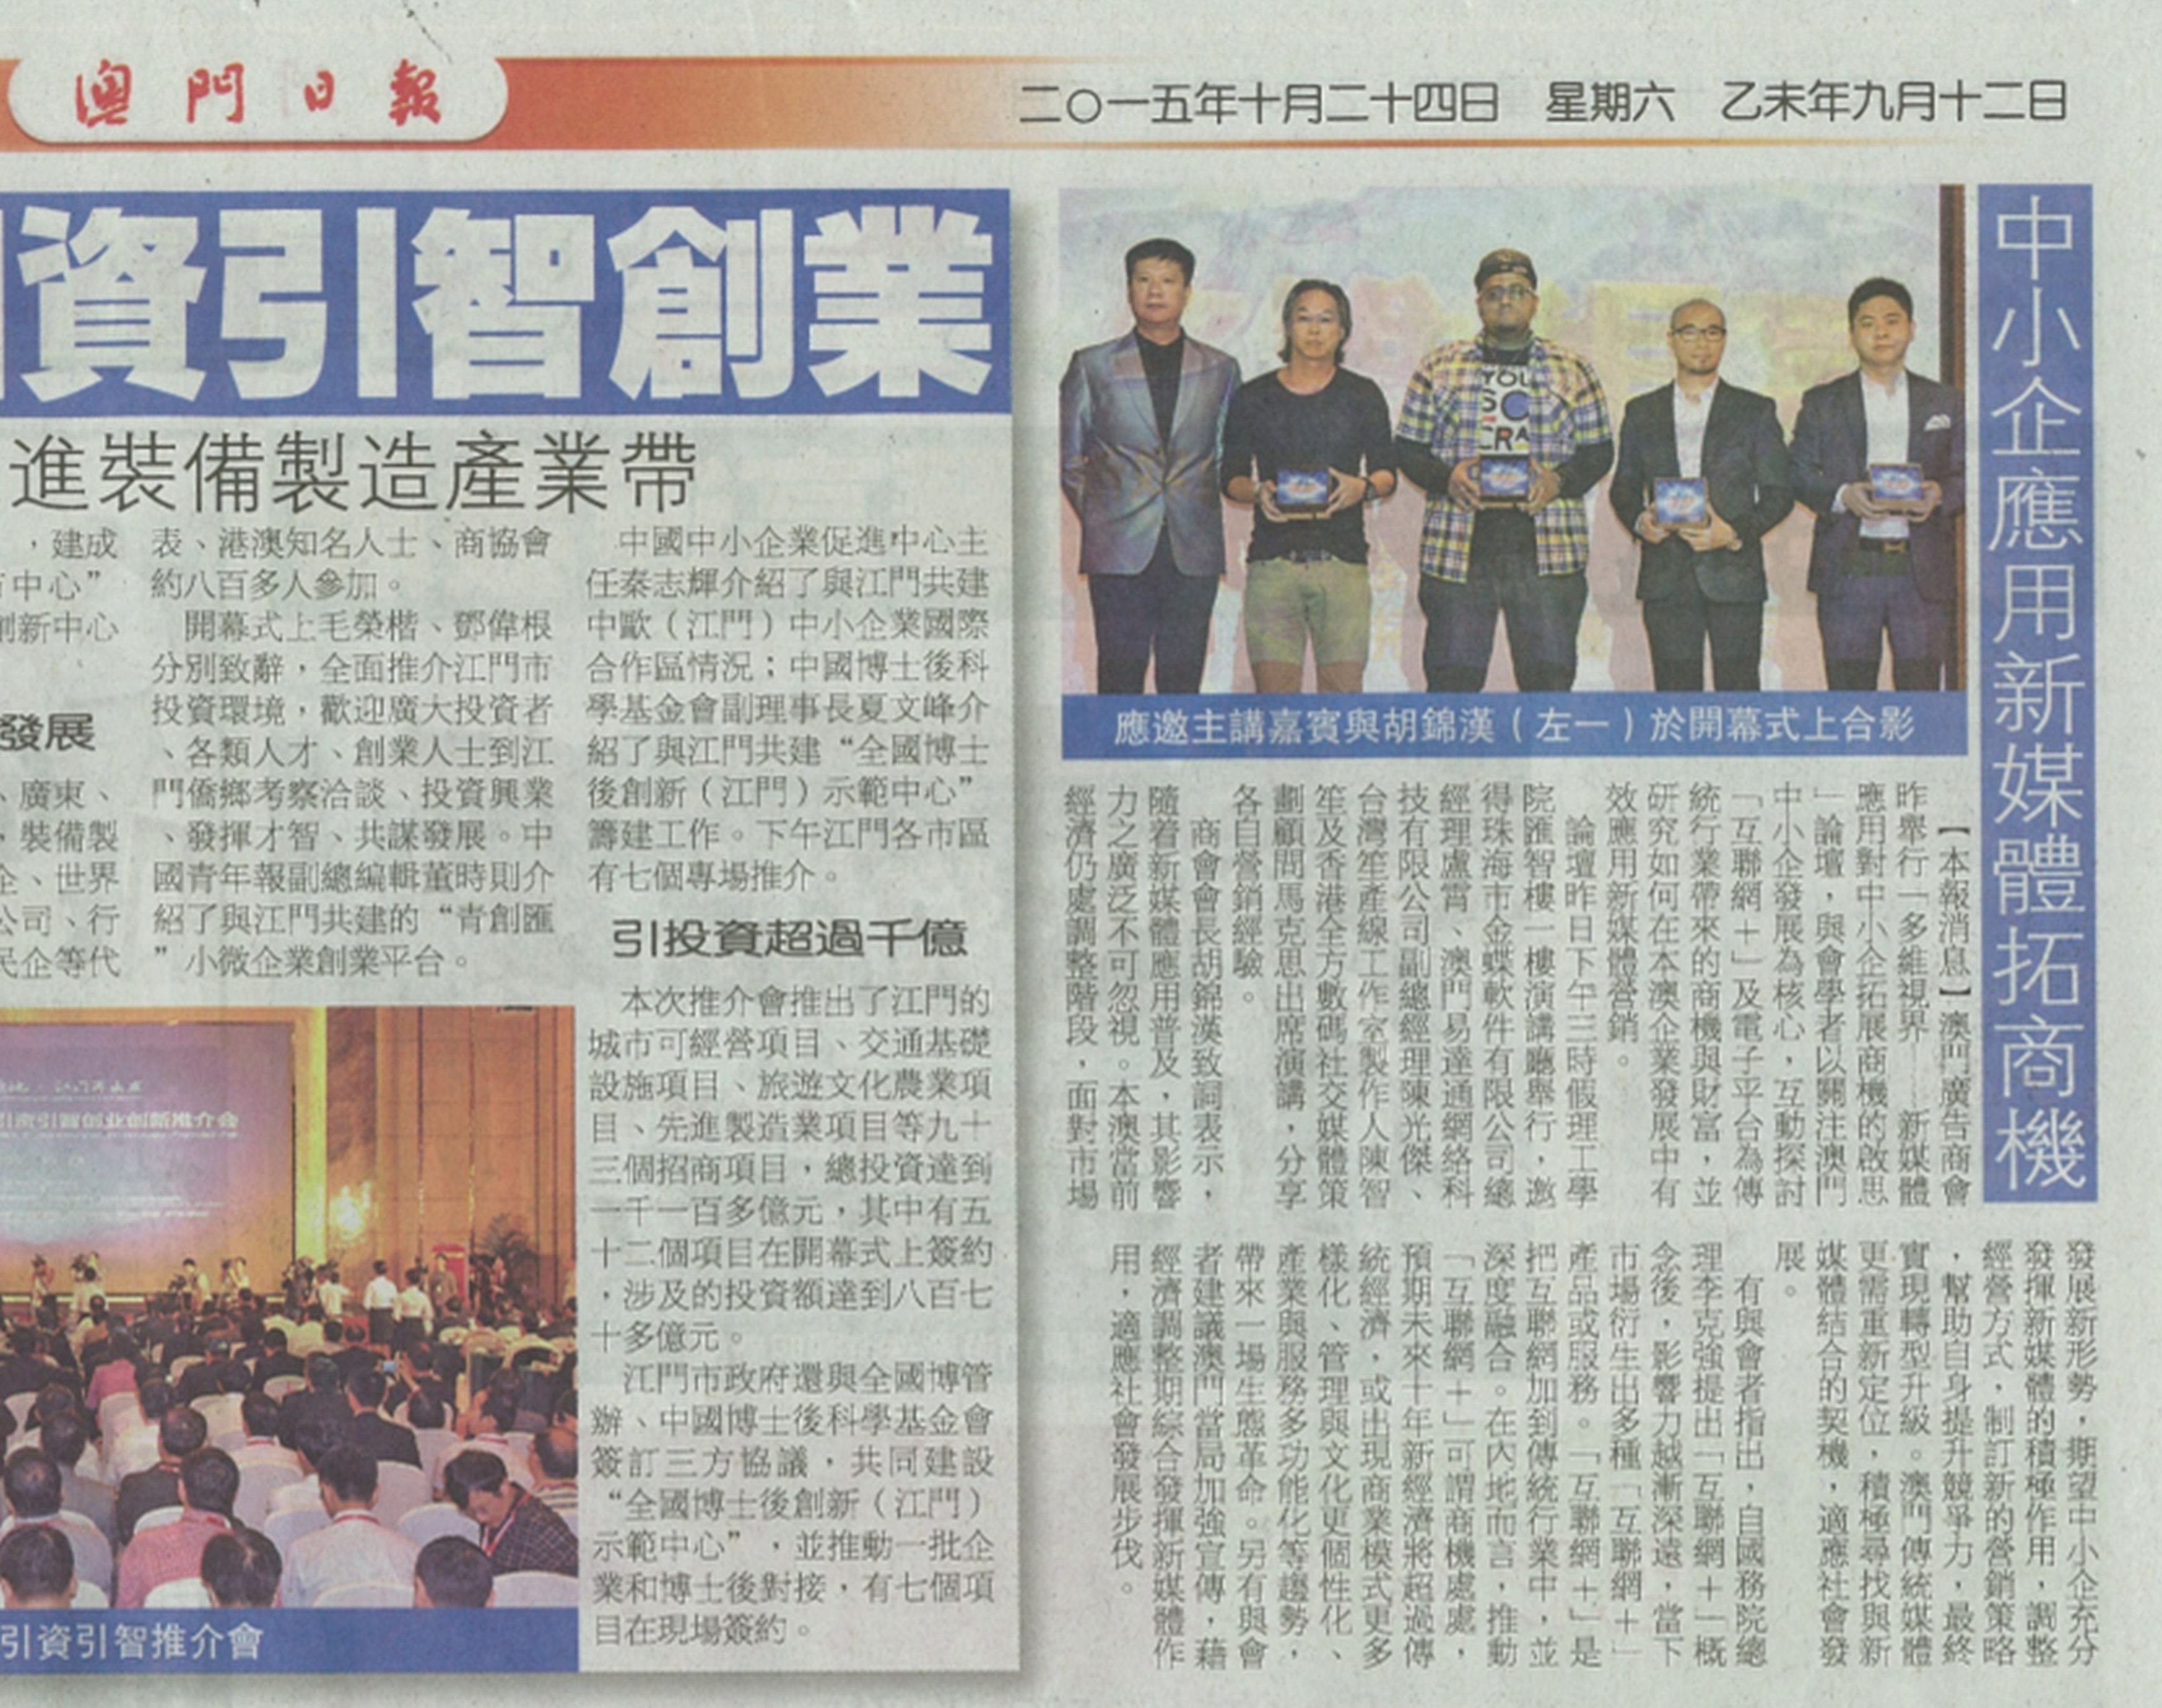 澳門日報
二〇一五年十月二十四日 星期六 乙未年九月十二日
資引智創業
進裝備製造產業帶
，建成
中心”
創新中心
發展
、廣東、
，裝備製
企、世界
公司、行
民企等代
表、港澳知名人士、商協會
約八百多人參加。
開幕式上毛榮楷、鄧偉根
分別致辭，全面推介江門市
投資環境，歡迎廣大投資者
、各類人才、創業人士到江
門僑鄉考察洽談、投資興業
、發揮才智、共謀發展。中
國青年報副總編輯董時則介
紹了與江門共建的“青創匯
”小微企業創業平台。
中國中小企業促進中心主
任秦志輝介紹了與江門共建
中歐（江門）中小企業國際
合作區情況；中國博士後科
學基金會副理事長夏文峰介
紹了與江門共建“全國博士
後創新（江門）示範中心”
籌建工作。下午江門各市區
有七個專場推介。
引投資超過千億
本次推介會推出了江門的
城市可經營項目、交通基礎
設施項目、旅遊文化農業項
目、先進製造業項目等九十
三個招商項目，總投資達到
一千一百多億元，其中有五
十二個項目在開幕式上簽約
，涉及的投資額達到八百七
十多億元。
江門市政府還與全國博管
辦、中國博士後科學基金會
簽訂三方協議，共同建設
“全國博士後創新（江門）
示範中心”，並推動一批企
業和博士後對接，有七個項
目在現場簽約。
引資引智创业创新推介会
引資引智推介會
中小企應用新媒體拓商機
YOU
SO
CRA
應邀主講嘉賓與胡錦漢（左一）於開幕式上合影
【本報消息】澳門廣告商會
昨舉行「多維視界——新媒體
應用對中小企拓展商機的啟思
」論壇，與會學者以關注澳門
中小企發展為核心，互動探討
「互聯網＋」及電子平台為傳
統行業帶來的商機與財富，並
研究如何在本澳企業發展中有
效應用新媒體營銷。
論壇昨日下午三時假理工學
院匯智樓一樓演講廳舉行，邀
得珠海市金蝶軟件有限公司總
經理盧霄、澳門易達通網絡科
技有限公司副總經理陳光傑、
台灣笙產線工作室製作人陳智
笙及香港全方數碼社交媒體策
劃顧問馬克思出席演講，分享
各自營銷經驗。
商會會長胡錦漢致詞表示，
隨着新媒體應用普及，其影響
力之廣泛不可忽視。本澳當前
經濟仍處調整階段，面對市場
發展新形勢，期望中小企充分
發揮新媒體的積極作用，調整
經營方式，制訂新的營銷策略
，幫助自身提升競爭力，最終
實現轉型升級。澳門傳統媒體
更需重新定位，積極尋找與新
媒體結合的契機，適應社會發
展。
有與會者指出，自國務院總
理李克強提出「互聯網＋」概
念後，影響力越漸深遠，當下
市場衍生出多種「互聯網＋」
產品或服務。「互聯網＋」是
把互聯網加到傳統行業中，並
深度融合。在內地而言，推動
「互聯網＋」可謂商機處處，
預期未來十年新經濟將超過傳
統經濟，或出現商業模式更多
樣化、管理與文化更個性化、
產業與服務多功能化等趨勢，
帶來一場生態革命。另有與會
者建議澳門當局加強宣傳，藉
經濟調整期綜合發揮新媒體作
用，適應社會發展步伐。